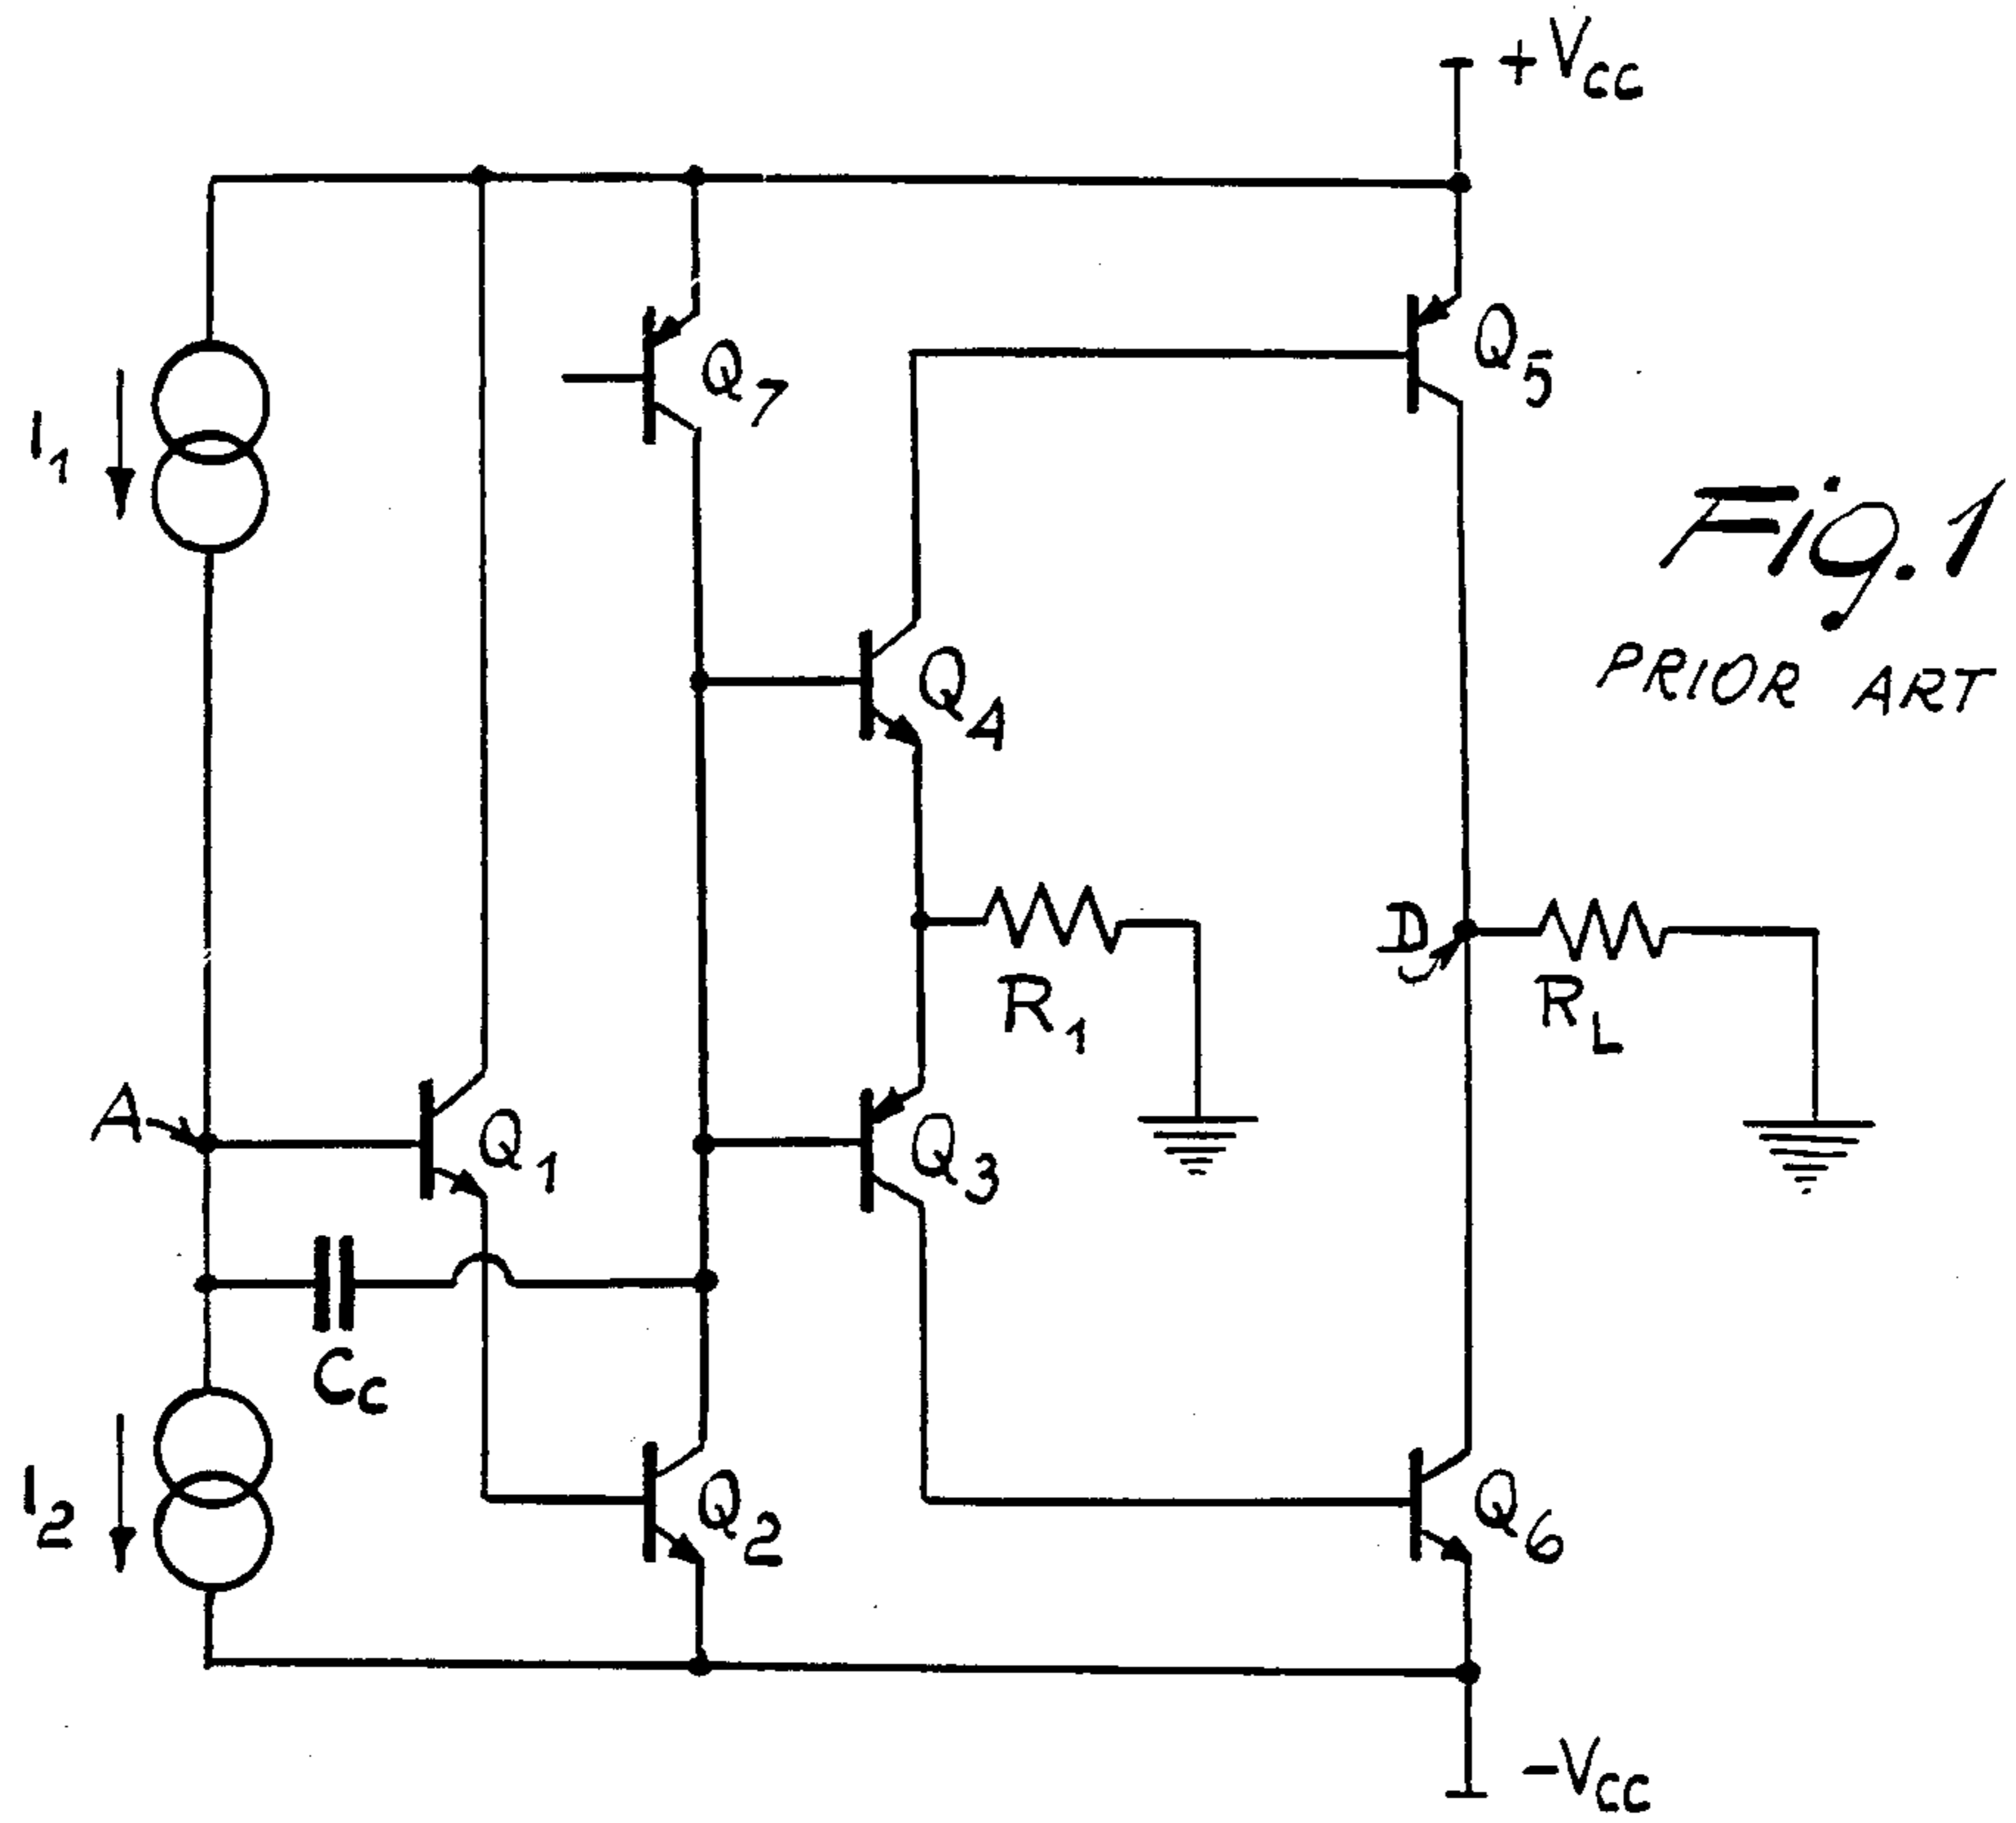 +VCC
Q5
Q7
I1
Fig.1
PRIOR ART
Q4
D
R1
RL
A
Q1
Q3
CC
I2
Q2
Q6
-VCC